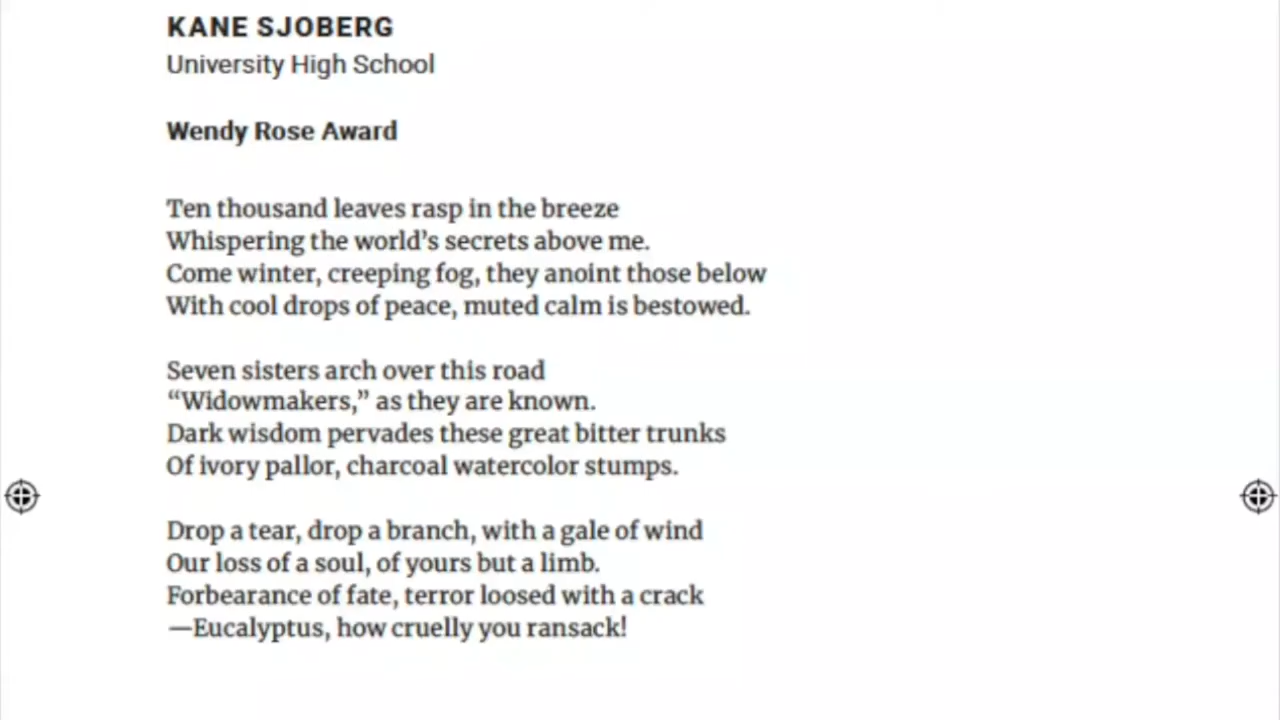 KANE SJOBERG
University High School
Wendy Rose Award
Ten thousand leaves rasp in the breeze
Whispering the world’s secrets above me.
Come winter, creeping fog, they anoint those below
With cool drops of peace, muted calm is bestowed.
Seven sisters arch over this road
“Widowmakers,” as they are known.
Dark wisdom pervades these great bitter trunks
Of ivory pallor, charcoal watercolor stumps.
Drop a tear, drop a branch, with a gale of wind
Our loss of a soul, of yours but a limb.
Forbearance of fate, terror loosed with a crack
—Eucalyptus, how cruelly you ransack!